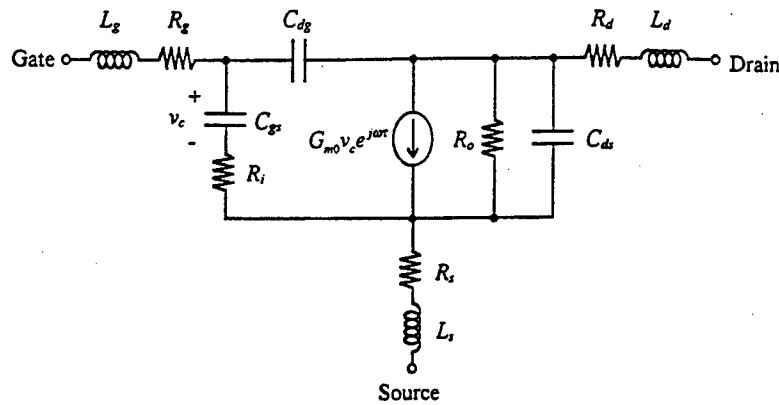 L_g R_g C_dg R_d L_d
Gate
Drain
+
v_c C_gs G_m0 v_c e^jωτ R_o C_ds
-
R_i
R_s
L_s
Source